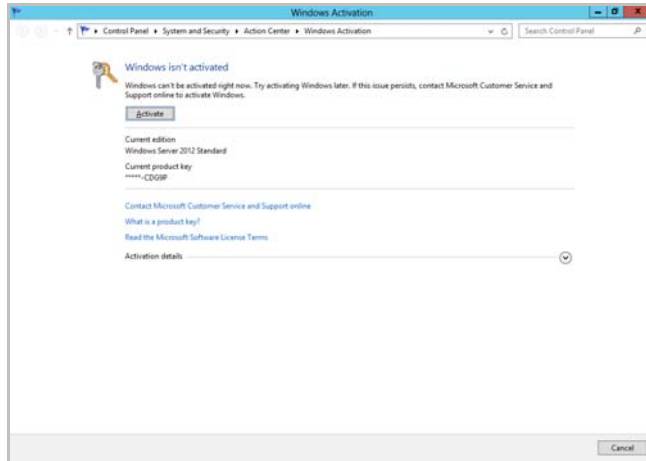 Windows Activation
Control Panel ▸ System and Security ▸ Action Center ▸ Windows Activation
Search Control Panel
Windows isn't activated
Windows can't be activated right now. Try activating Windows later. If this issue persists, contact Microsoft Customer Service and
Support online to activate Windows.
Activate
Current edition
Windows Server 2012 Standard
Current product key
*****-CDG9P
Contact Microsoft Customer Service and Support online
What is a product key?
Read the Microsoft Software License Terms
Activation details
Cancel